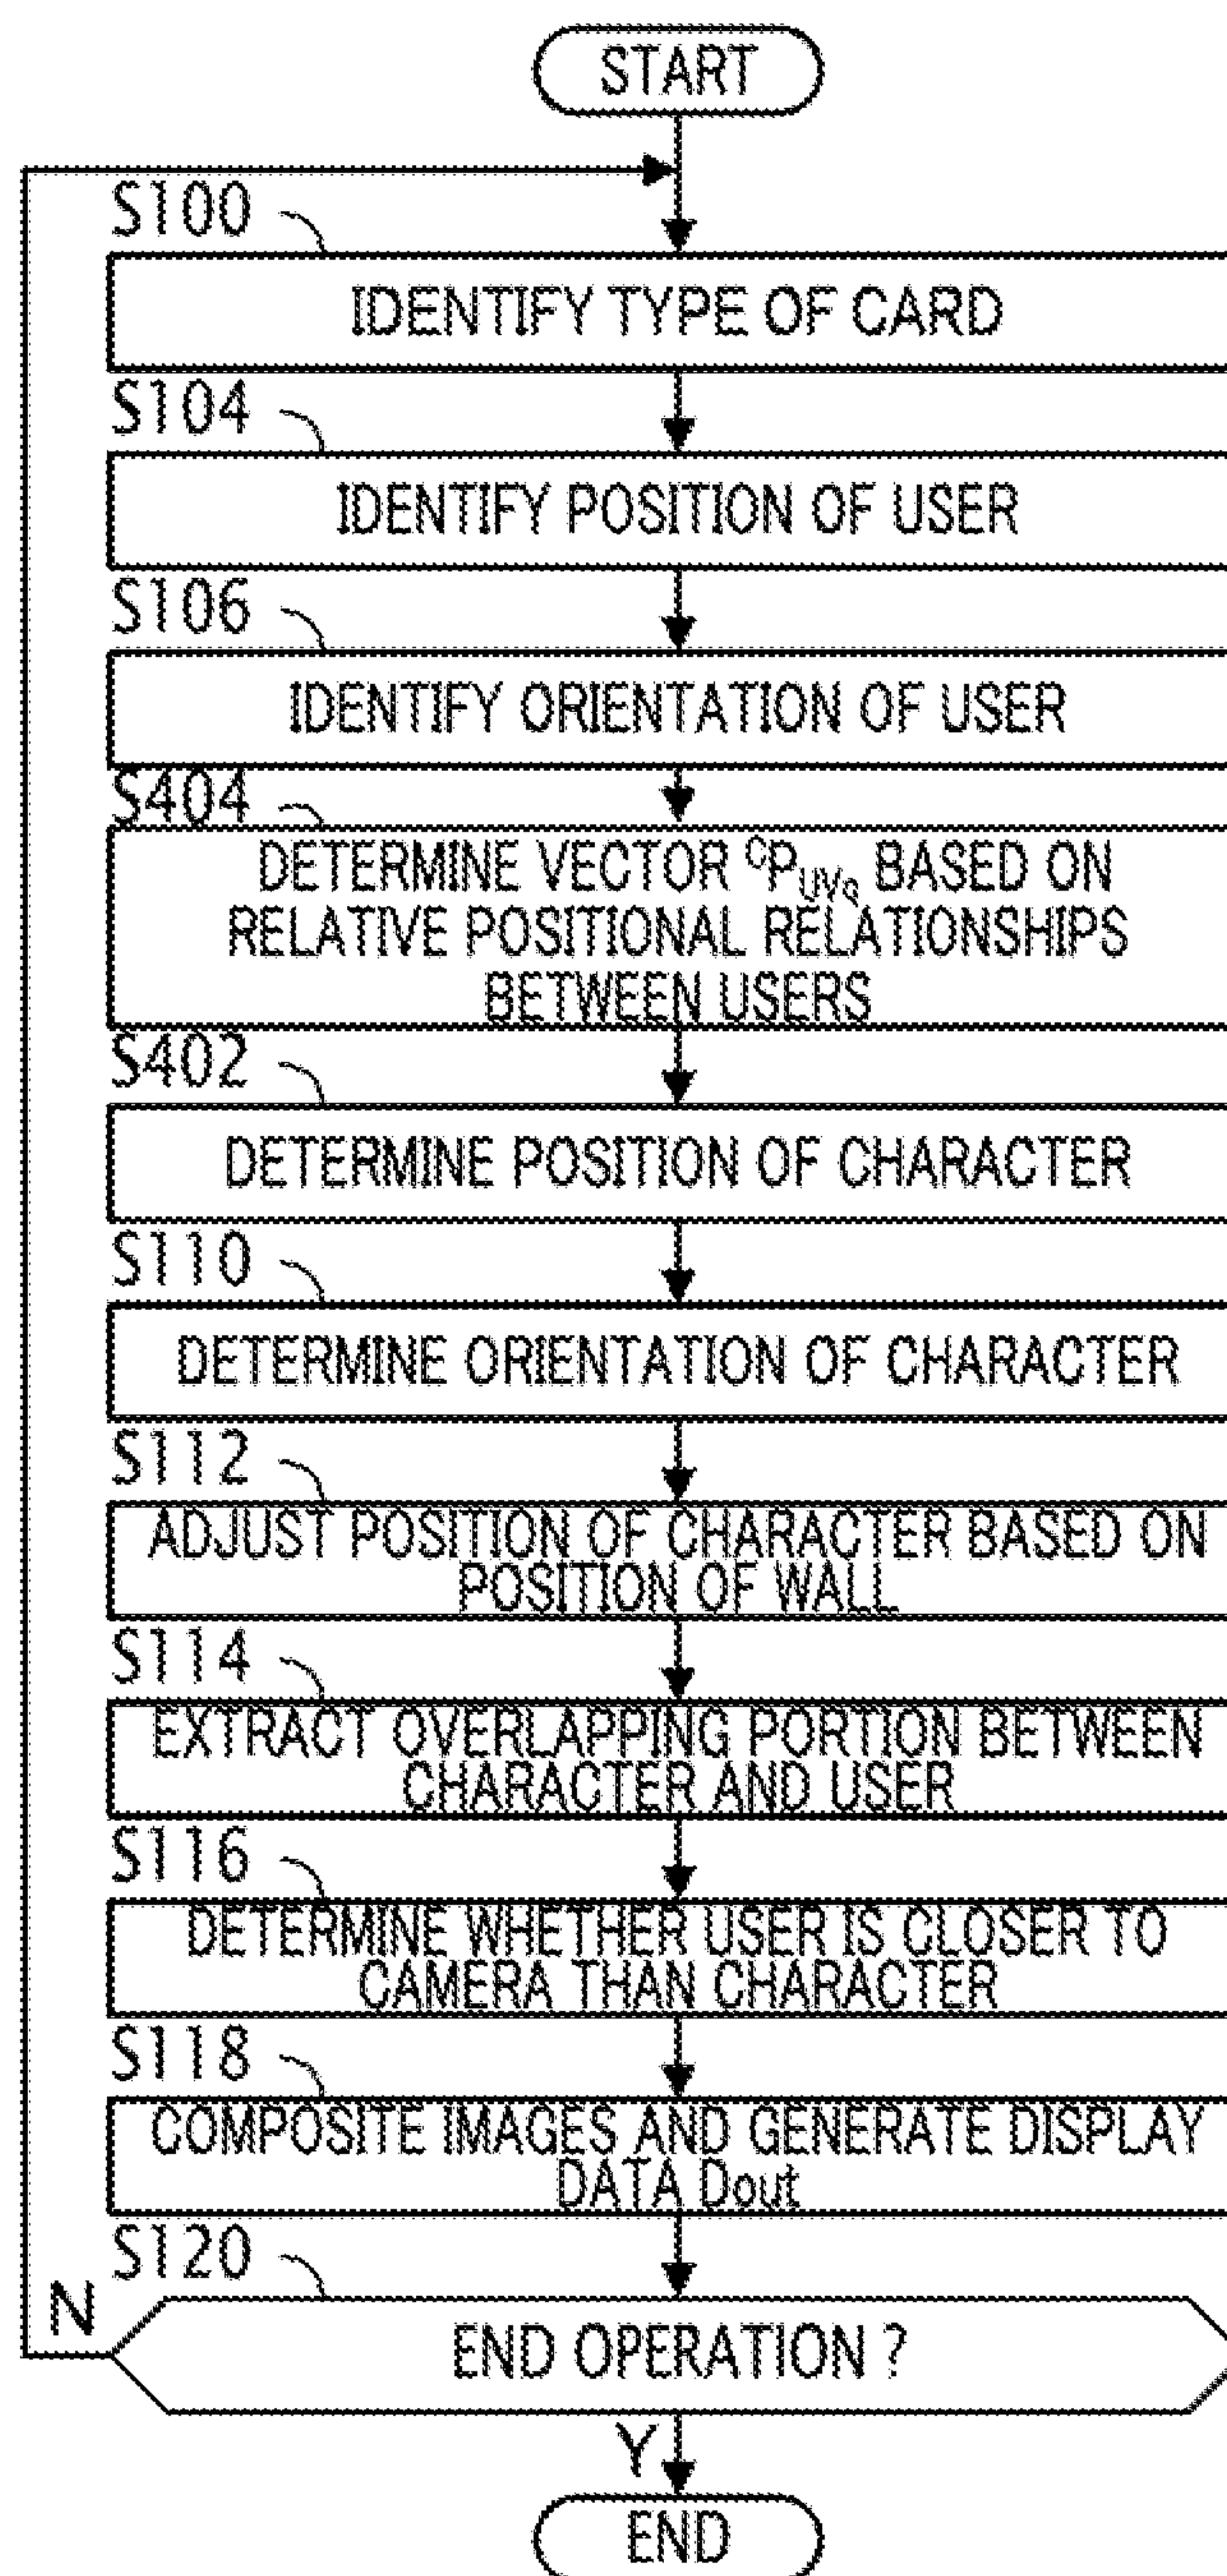 START
S100
IDENTIFY TYPE OF CARD
S104
IDENTIFY POSITION OF USER
S106
IDENTIFY ORIENTATION OF USER
S404
DETERMINE VECTOR ᶜP_UVs BASED ON
RELATIVE POSITIONAL RELATIONSHIPS
BETWEEN USERS
S402
DETERMINE POSITION OF CHARACTER
S110
DETERMINE ORIENTATION OF CHARACTER
S112
ADJUST POSITION OF CHARACTER BASED ON
POSITION OF WALL
S114
EXTRACT OVERLAPPING PORTION BETWEEN
CHARACTER AND USER
S116
DETERMINE WHETHER USER IS CLOSER TO
CAMERA THAN CHARACTER
S118
COMPOSITE IMAGES AND GENERATE DISPLAY
DATA Dout
S120
N
END OPERATION ?
Y
END